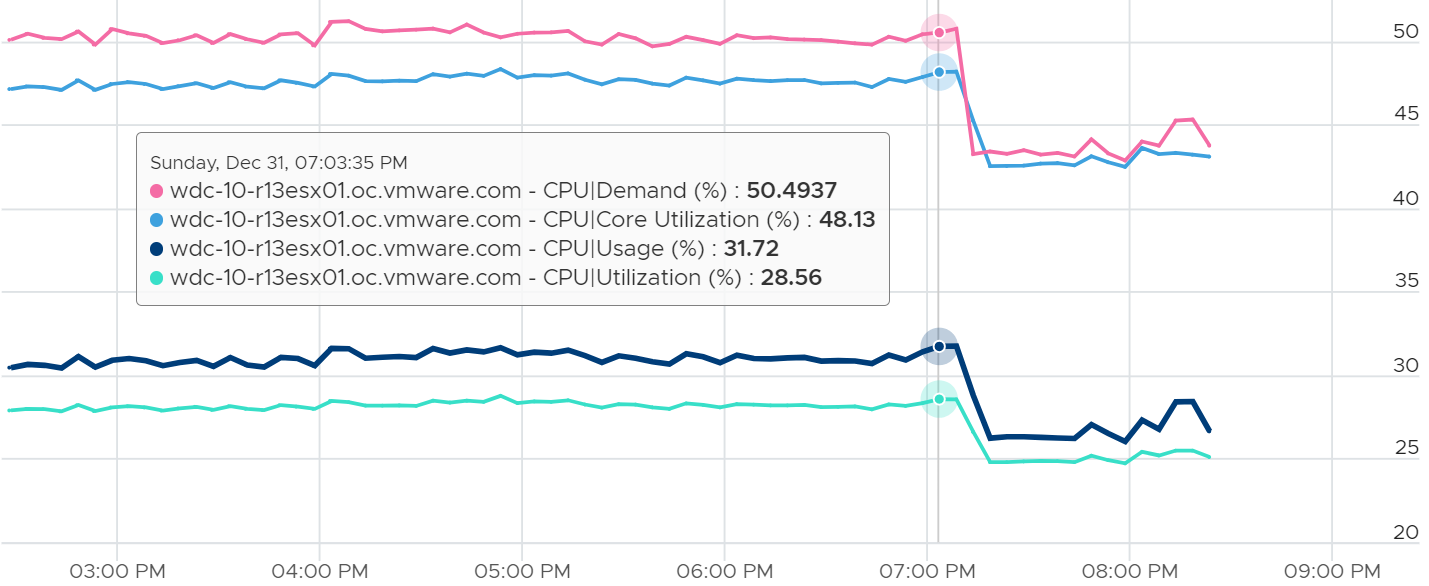 50
45
Sunday, Dec 31, 07:03:35 PM
wdc-10-r13esx01.oc.vmware.com - CPU|Demand (%) : 50.4937
wdc-10-r13esx01.oc.vmware.com - CPU|Core Utilization (%) : 48.13
wdc-10-r13esx01.oc.vmware.com - CPU|Usage (%) : 31.72
wdc-10-r13esx01.oc.vmware.com - CPU|Utilization (%) : 28.56
40
35
30
25
20
03:00 PM 04:00 PM 05:00 PM 06:00 PM 07:00 PM 08:00 PM 09:00 PM